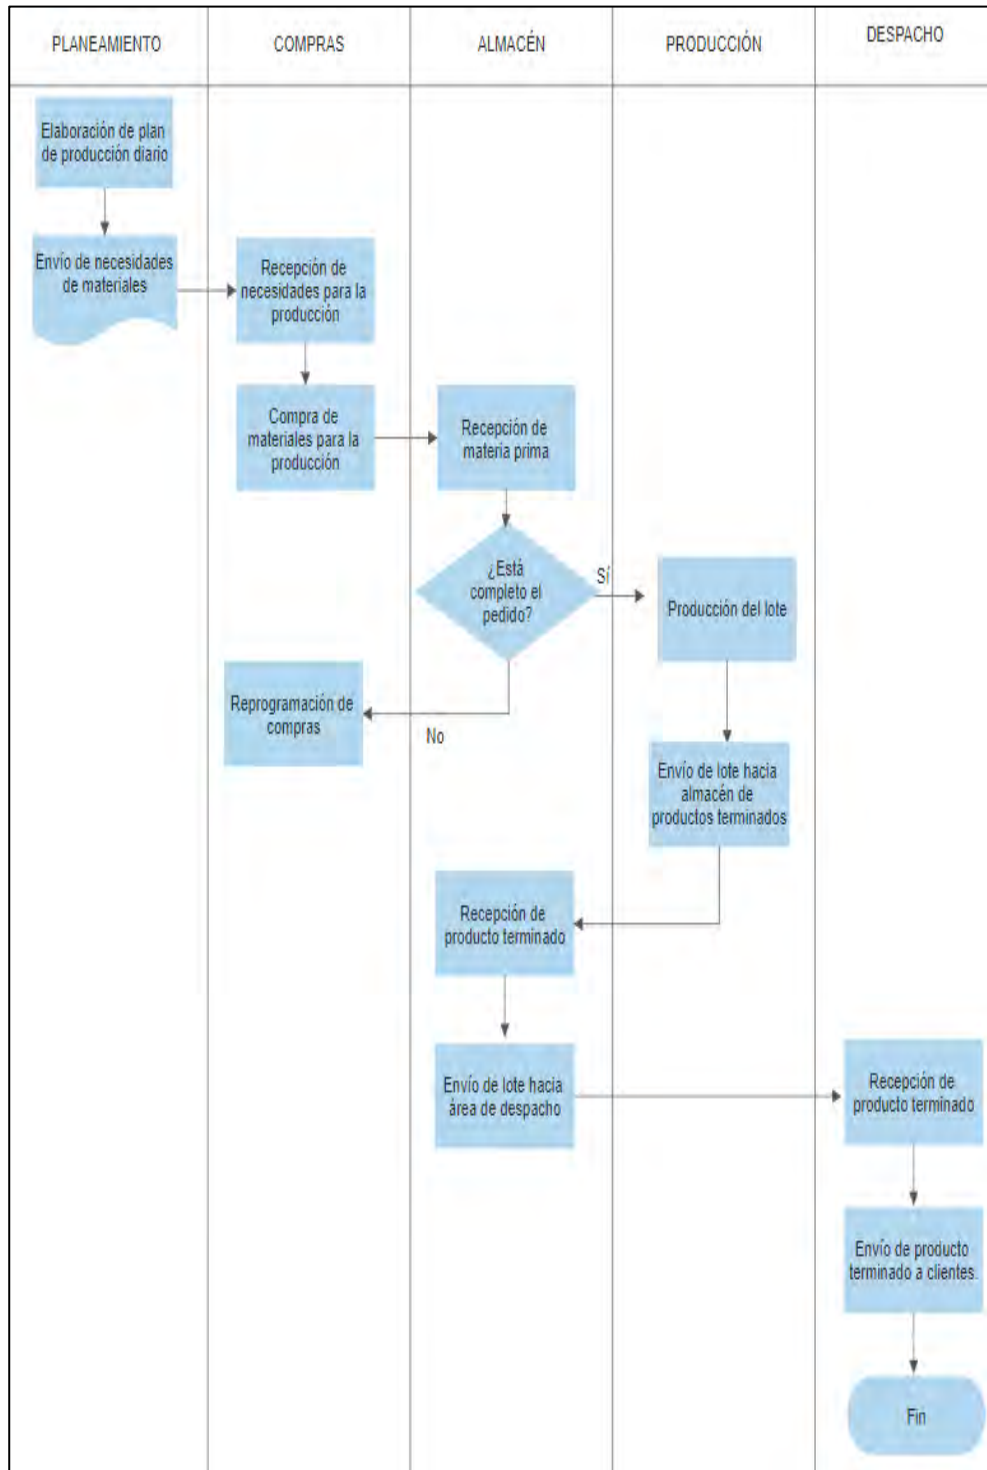 PLANEAMIENTO
COMPRAS
ALMACÉN
PRODUCCIÓN
DESPACHO
Elaboración de plan
de producción diario
Envío de necesidades
de materiales
Recepción de
necesidades para la
producción
Compra de
materiales para la
producción
Recepción de
materia prima
¿Está
completo el
pedido?
Sí
Producción del lote
No
Reprogramación de
compras
Envío de lote hacia
almacén de
productos terminados
Recepción de
producto terminado
Envío de lote hacia
área de despacho
Recepción de
producto terminado
Envío de producto
terminado a clientes.
Fin